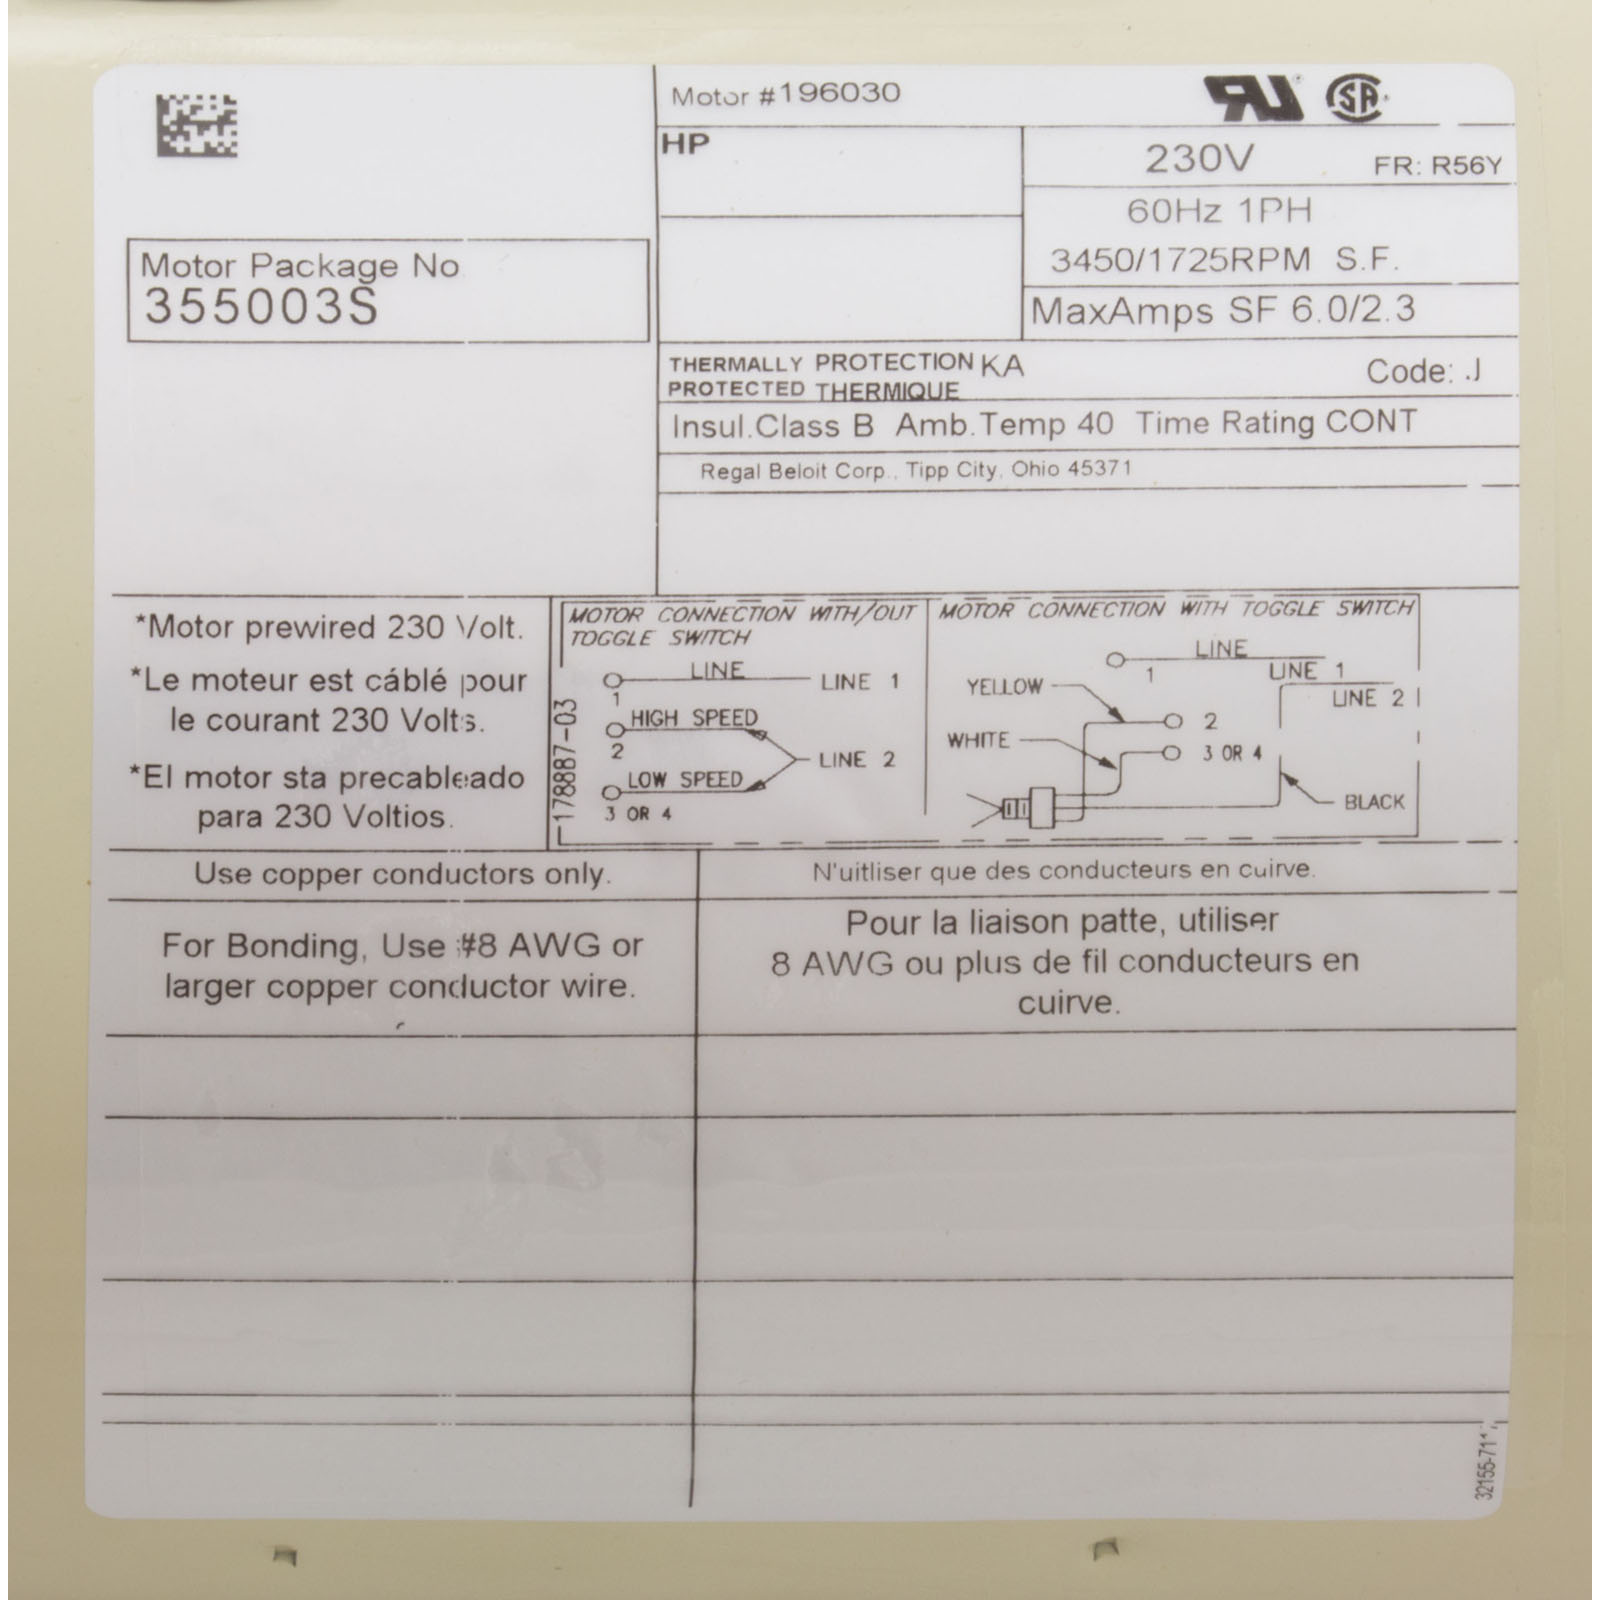 Motor #196030
HP
230V FR: R56Y
60Hz 1PH
3450/1725RPM S.F.
MaxAmps SF 6.0/2.3
Motor Package No
355003S
THERMALLY PROTECTION KA
PROTECTED THERMIQUE
Code: J
Insul.Class B Amb.Temp 40 Time Rating CONT
Regal Beloit Corp., Tipp City, Ohio 45371
*Motor prewired 230 Volt.
*Le moteur est cáblé pour
le courant 230 Volts.
*El motor sta precableado
para 230 Voltios.
178887-03
MOTOR CONNECTION WITH/OUT
TOGGLE SWITCH
LINE LINE 1
1
HIGH SPEED
2
LINE 2
LOW SPEED
3 OR 4
MOTOR CONNECTION WITH TOGGLE SWITCH
LINE
1 LINE 1
YELLOW LINE 2
2
WHITE 3 OR 4
BLACK
Use copper conductors only.
N'uitliser que des conducteurs en cuirve.
For Bonding, Use #8 AWG or
larger copper conductor wire.
Pour la liaison patte, utiliser
8 AWG ou plus de fil conducteurs en
cuirve.